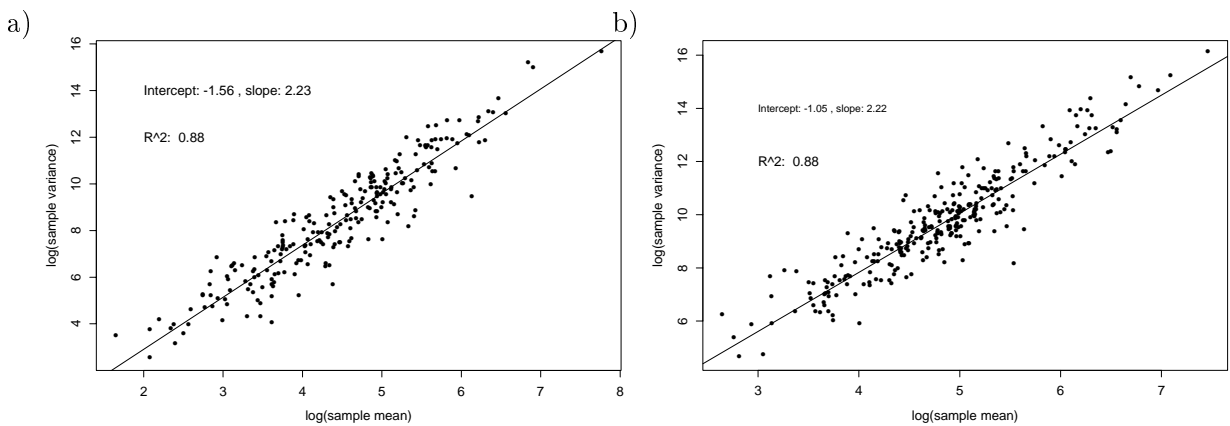 a)
Intercept: -1.56 , slope: 2.23
R^2: 0.88
log(sample variance)
16
14
12
10
8
6
4
2
3
4
5
6
7
8
log(sample mean)
b)
Intercept: -1.05 , slope: 2.22
R^2: 0.88
log(sample variance)
16
14
12
10
8
6
3
4
5
6
7
log(sample mean)